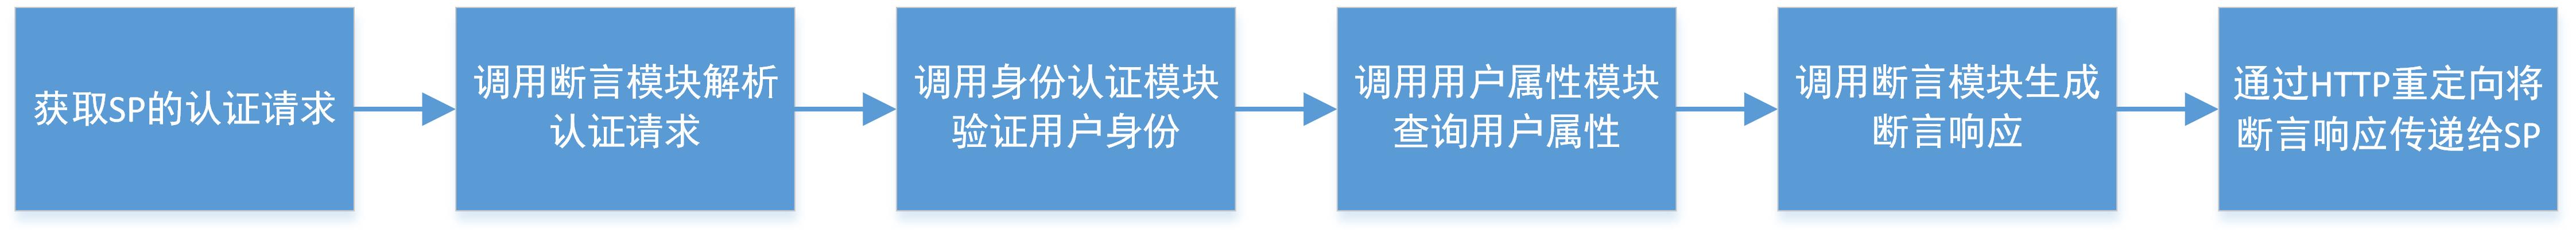 获取SP的认证请求
调用断言模块解析
认证请求
调用身份认证模块
验证用户身份
调用用户属性模块
查询用户属性
调用断言模块生成
断言响应
通过HTTP重定向将
断言响应传递给SP